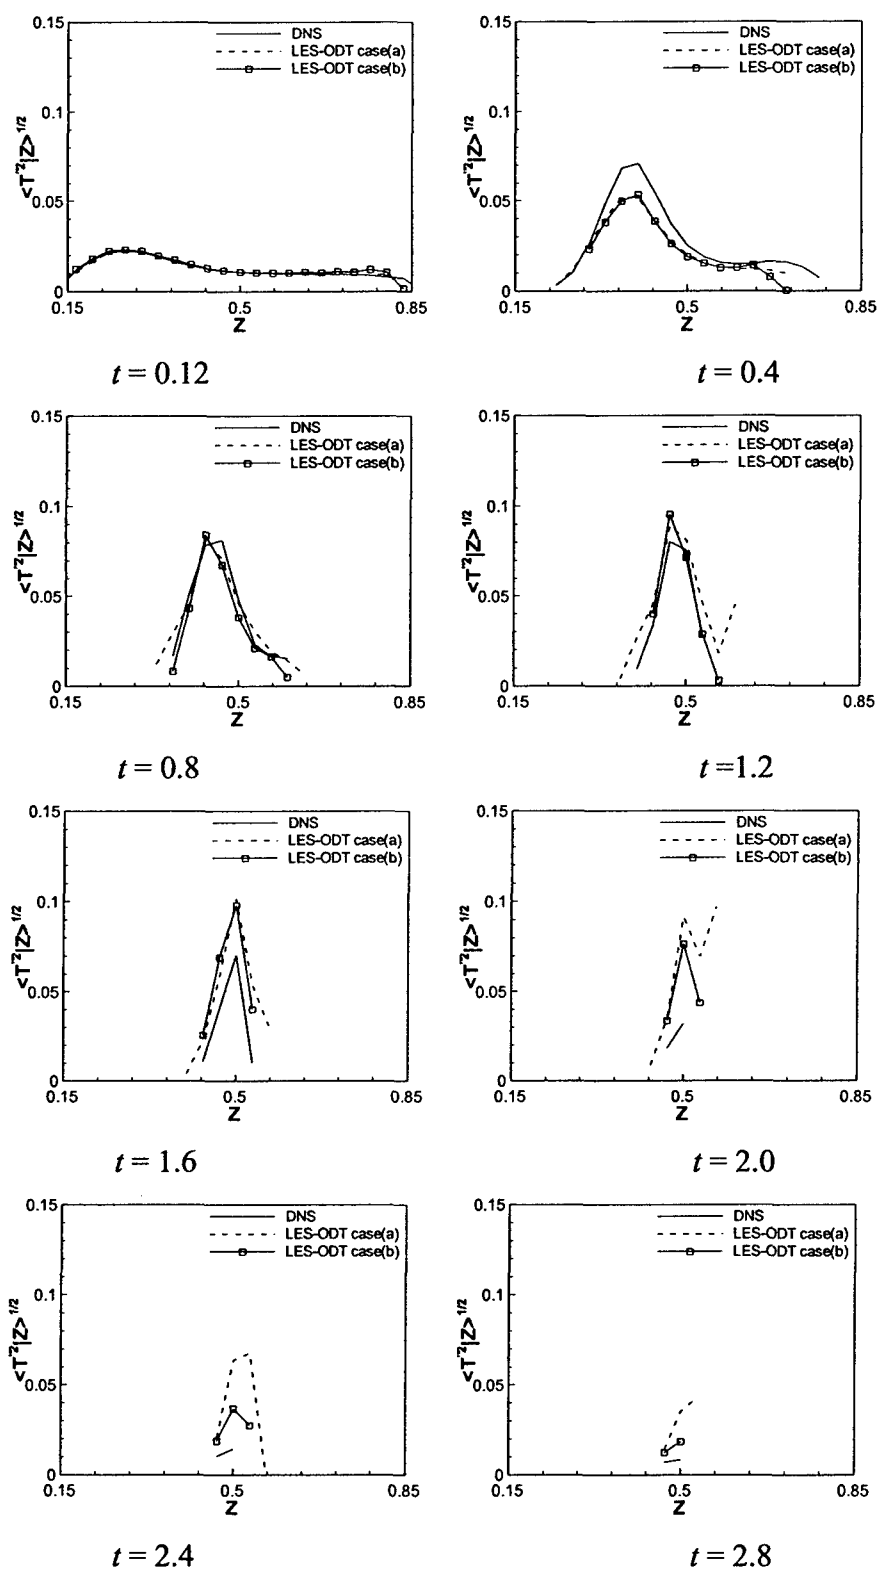 0.15
0.1
0.05
0
<T"²|Z>^1/2
DNS
LES-ODT case(a)
LES-ODT case(b)
0.15
0.5
0.85
Z
t = 0.12
0.15
0.1
0.05
0
<T"²|Z>^1/2
DNS
LES-ODT case(a)
LES-ODT case(b)
0.15
0.5
0.85
Z
t = 0.4
0.15
0.1
0.05
0
<T"²|Z>^1/2
DNS
LES-ODT case(a)
LES-ODT case(b)
0.15
0.5
0.85
Z
t = 0.8
0.15
0.1
0.05
0
<T"²|Z>^1/2
DNS
LES-ODT case(a)
LES-ODT case(b)
0.15
0.5
0.85
Z
t =1.2
0.15
0.1
0.05
0
<T"²|Z>^1/2
DNS
LES-ODT case(a)
LES-ODT case(b)
0.15
0.5
0.85
Z
t = 1.6
0.15
0.1
0.05
0
<T"²|Z>^1/2
DNS
LES-ODT case(a)
LES-ODT case(b)
0.15
0.5
0.85
Z
t = 2.0
0.15
0.1
0.05
0
<T"²|Z>^1/2
DNS
LES-ODT case(a)
LES-ODT case(b)
0.15
0.5
0.85
Z
t = 2.4
0.15
0.1
0.05
0
<T"²|Z>^1/2
DNS
LES-ODT case(a)
LES-ODT case(b)
0.15
0.5
0.85
Z
t = 2.8